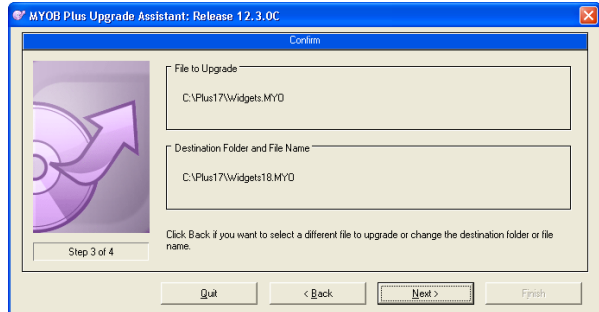 MYOB Plus Upgrade Assistant: Release 12.3.0C
Confirm
File to Upgrade
C:\Plus17\Widgets.MYO
Destination Folder and File Name
C:\Plus17\Widgets18.MYO
Click Back if you want to select a different file to upgrade or change the destination folder or file
name.
Step 3 of 4
Quit
< Back
Next >
Finish